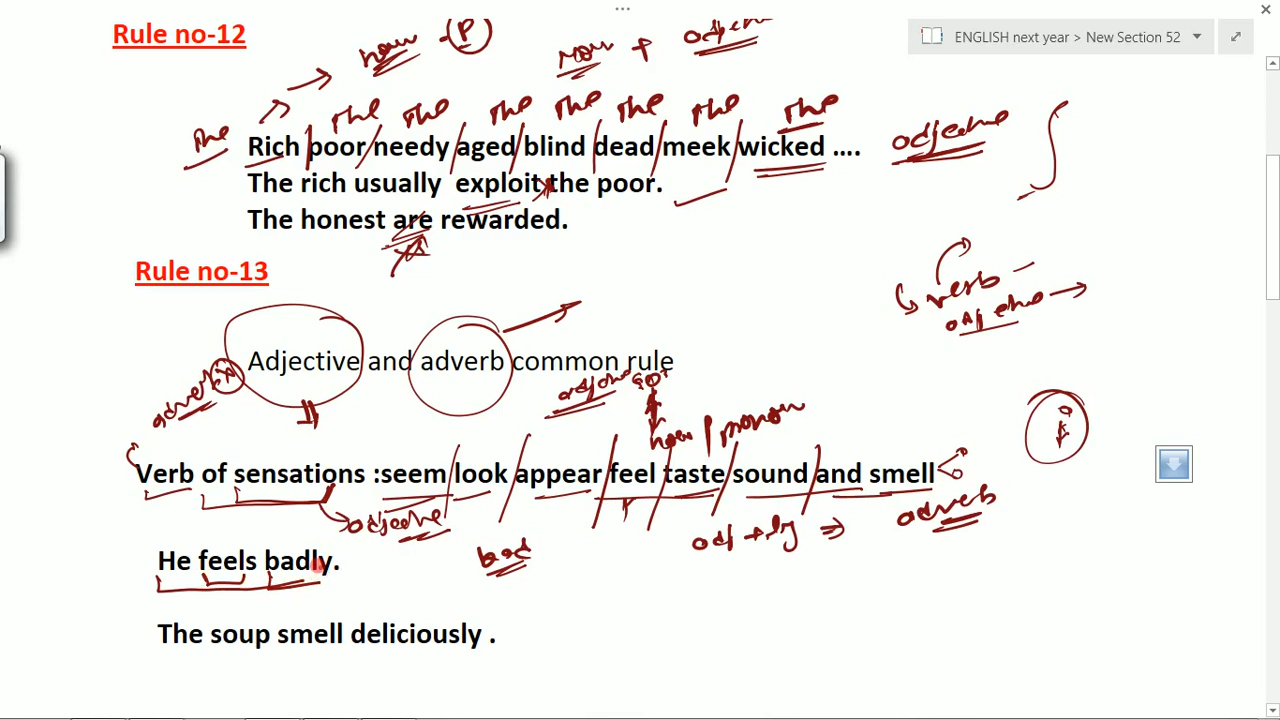 Rule no-12
ENGLISH next year > New Section 52
noun - P
noun + adjective
The The The The The The The The
Rich poor needy aged blind dead meek wicked ....
adjective
The rich usually exploit the poor.
The honest are rewarded.
Rule no-13
verb
adjective
Adjective and adverb common rule
adverb
adjective
noun | pronoun
Verb of sensations :seem look appear feel taste sound and smell
adjective
adj + ly ⇒ adverb
He feels badly.
bad
The soup smell deliciously .